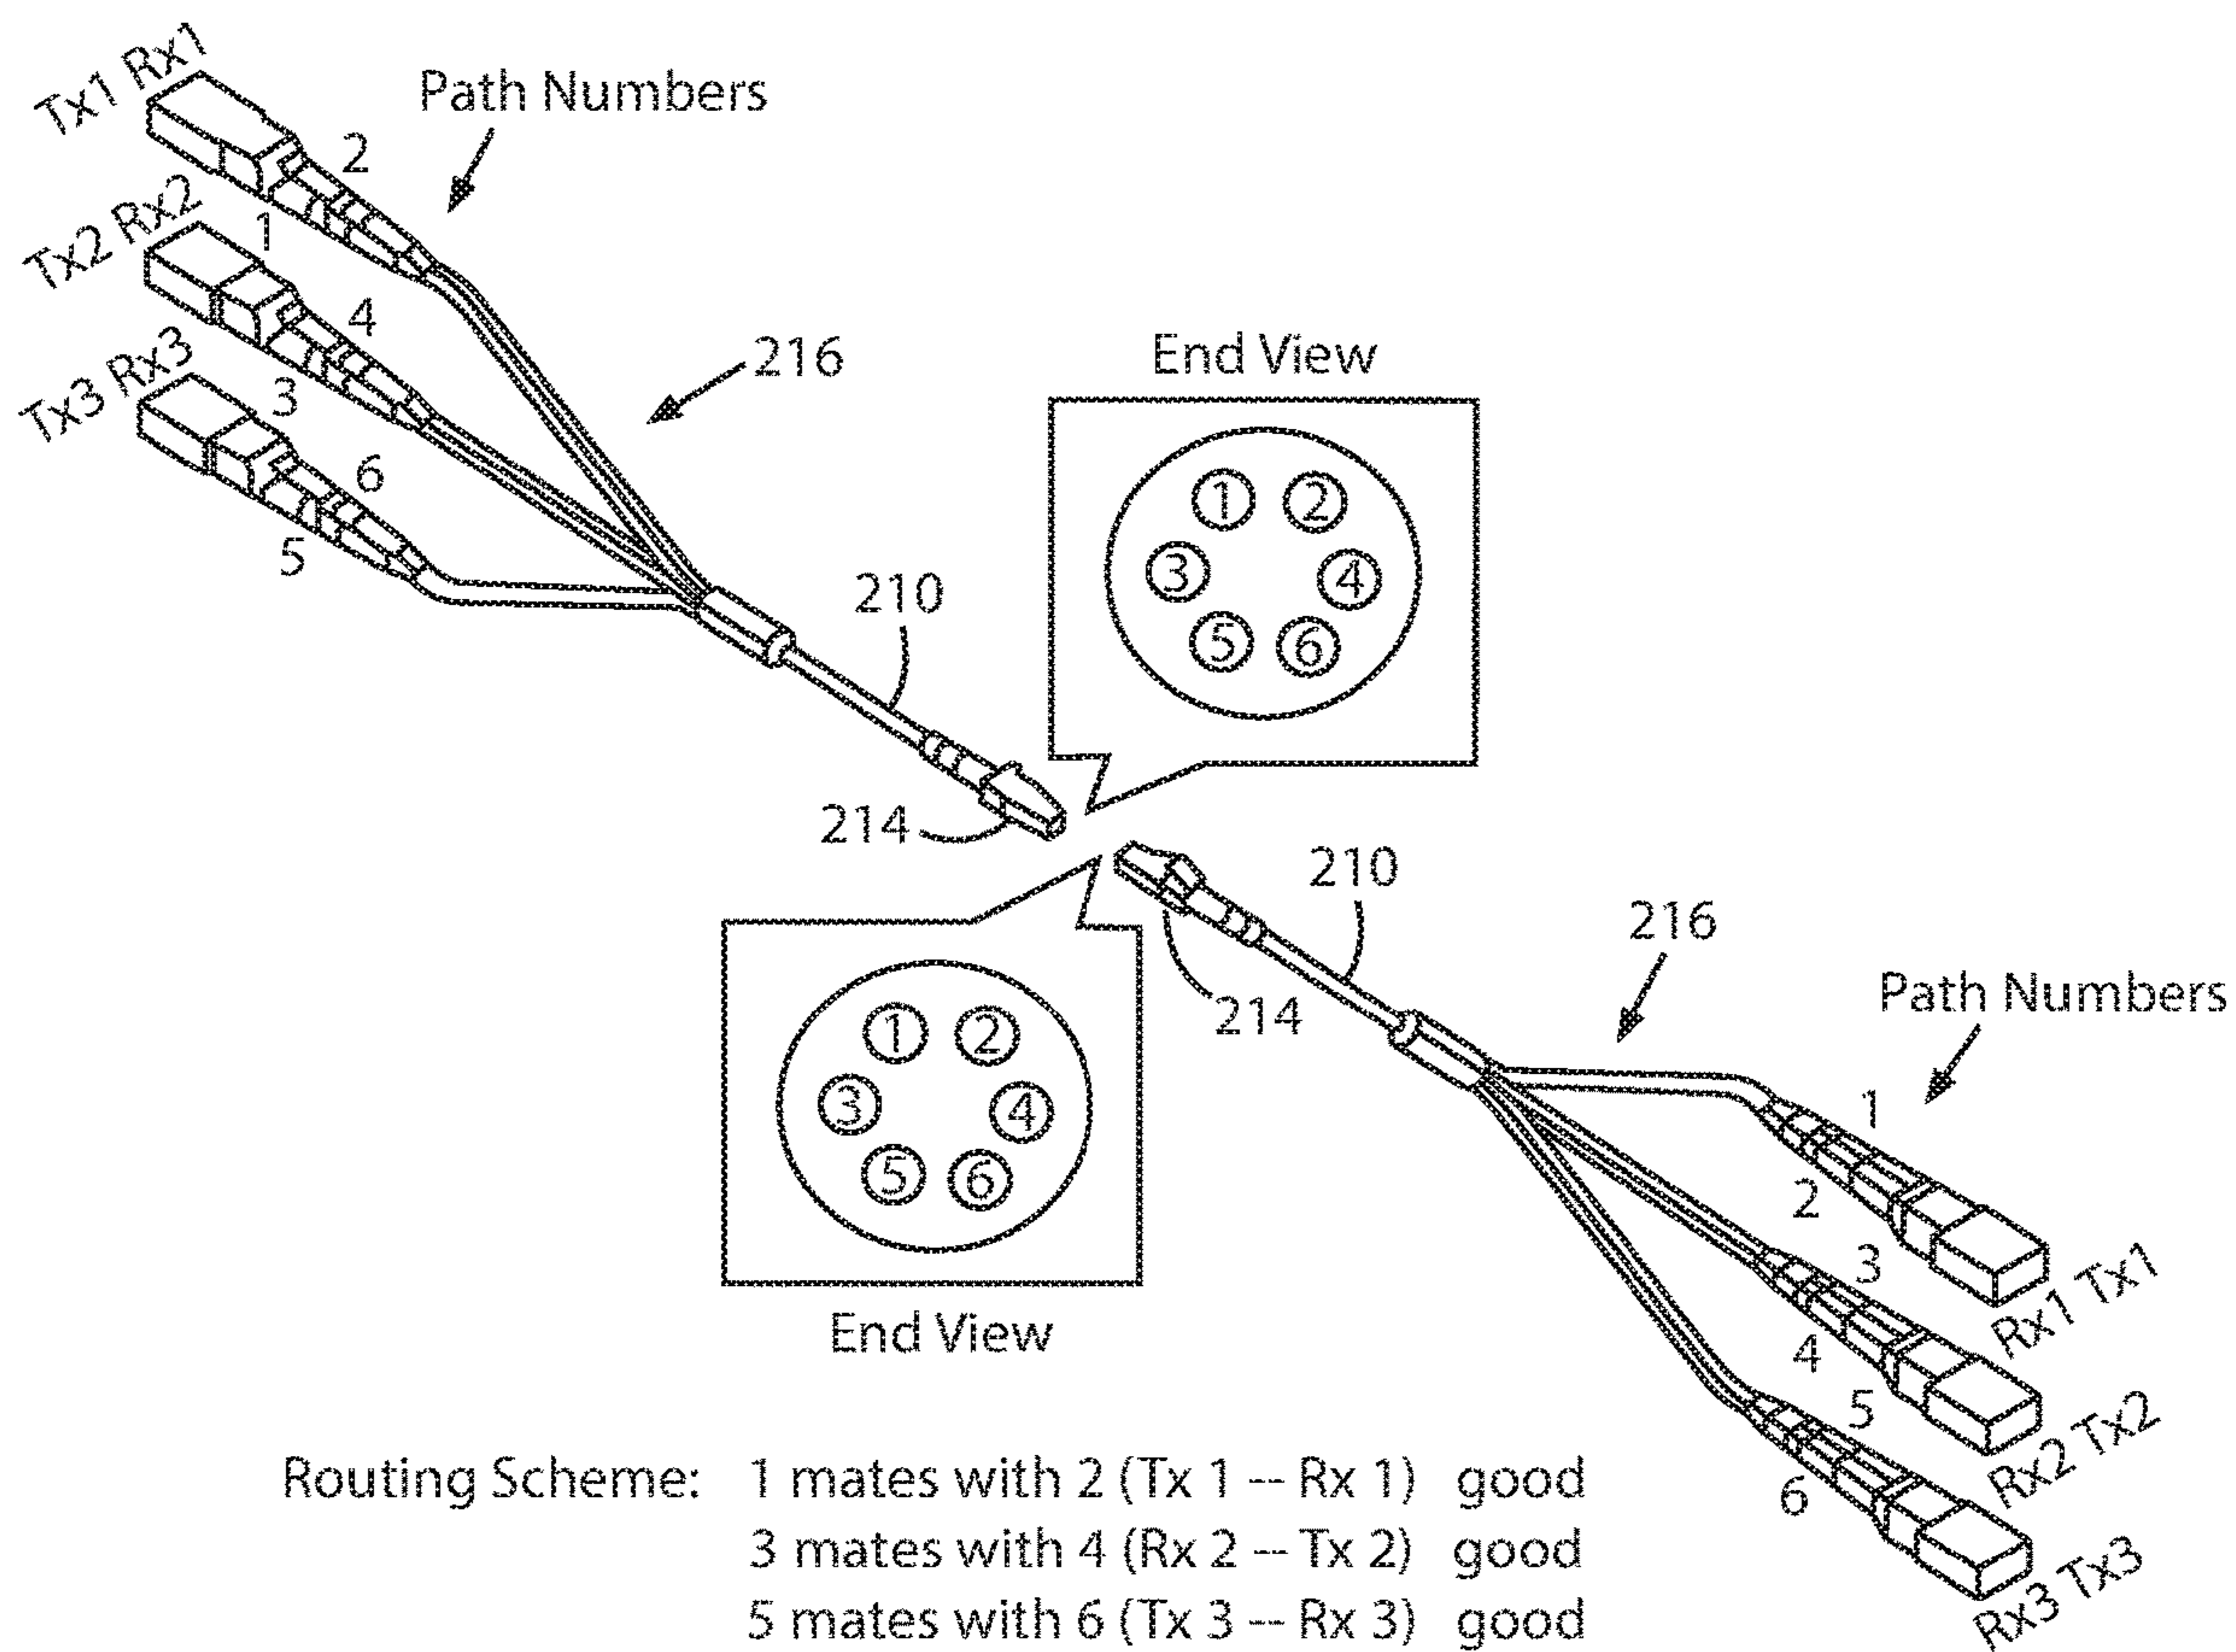 Tx1 Rx1
Path Numbers
2
1
Tx2 Rx2
4
3
Tx3 Rx3
6
5
216
End View
1 2
3 4
5 6
210
214
210
214
216
Path Numbers
1 2
3 4
5 6
End View
1
2
Rx1 Tx1
3
4
Rx2 Tx2
5
6
Rx3 Tx3
Routing Scheme: 1 mates with 2 (Tx 1 -- Rx 1) good
3 mates with 4 (Rx 2 -- Tx 2) good
5 mates with 6 (Tx 3 -- Rx 3) good